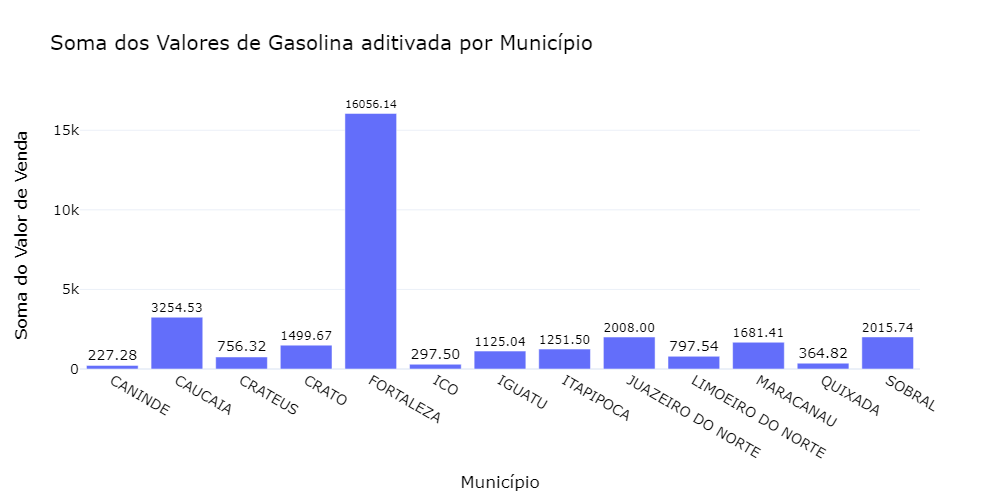 Soma dos Valores de Gasolina aditivada por Município
Soma do Valor de Venda
15k
10k
5k
0
227.28
3254.53
756.32
1499.67
16056.14
297.50
1125.04
1251.50
2008.00
797.54
1681.41
364.82
2015.74
CANINDE
CAUCAIA
CRATEUS
CRATO
FORTALEZA
ICO
IGUATU
ITAPIPOCA
JUAZEIRO DO NORTE
LIMOEIRO DO NORTE
MARACANAU
QUIXADA
SOBRAL
Município